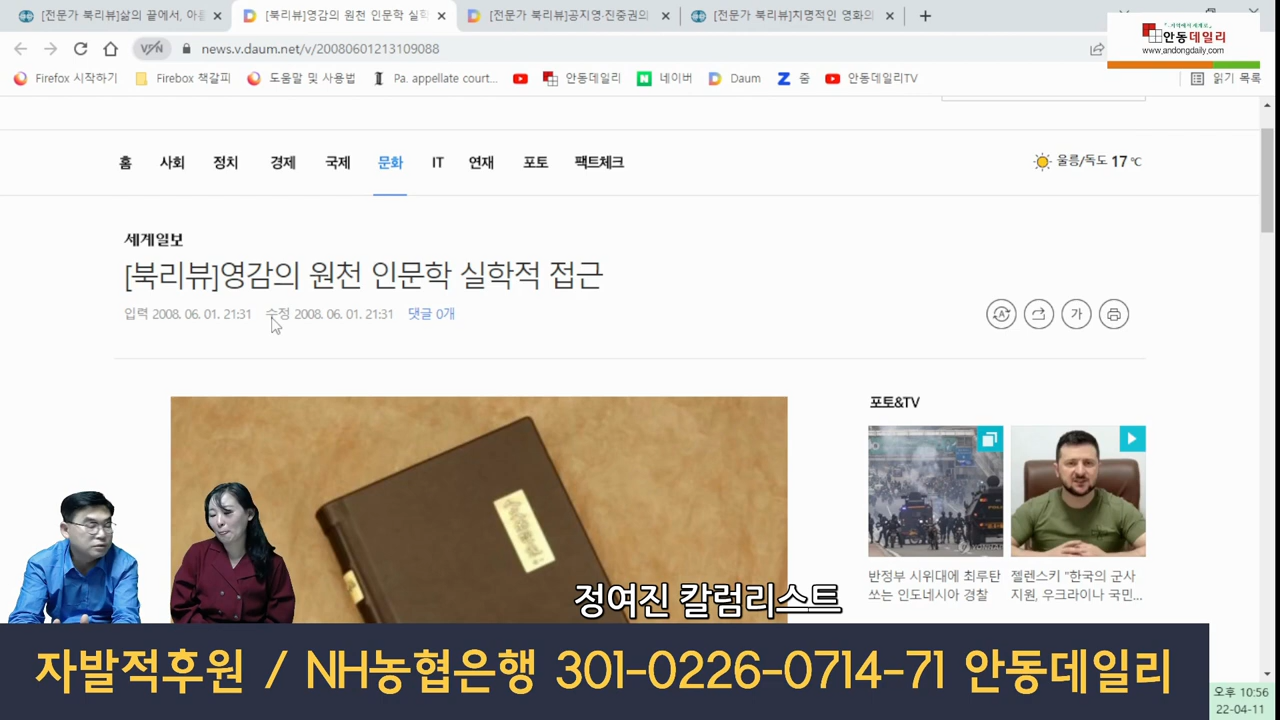 [전문가 북리뷰]삶의 끝에서, 아름
[북리뷰]영감의 원천 인문학 실학
[전문가 북리뷰]공지영.진중권의
[전문가 북리뷰]치명적인 영화의
안동데일리
www.andongdaily.com
VPN
news.v.daum.net/v/20080601213109088
Firefox 시작하기
Firebox 책갈피
도움말 및 사용법
Pa. appellate court...
안동데일리
네이버
Daum
줌
안동데일리TV
읽기 목록
홈 사회 정치 경제 국제 문화 IT 연재 포토 팩트체크
울릉/독도 17 ℃
세계일보
[북리뷰]영감의 원천 인문학 실학적 접근
입력 2008. 06. 01. 21:31 수정 2008. 06. 01. 21:31 댓글 0개
가
포토&TV
반정부 시위대에 최루탄
쏘는 인도네시아 경찰
젤렌스키 "한국의 군사
지원, 우크라이나 국민...
정여진 칼럼리스트
자발적후원 / NH농협은행 301-0226-0714-71 안동데일리
오후 10:56
22-04-11